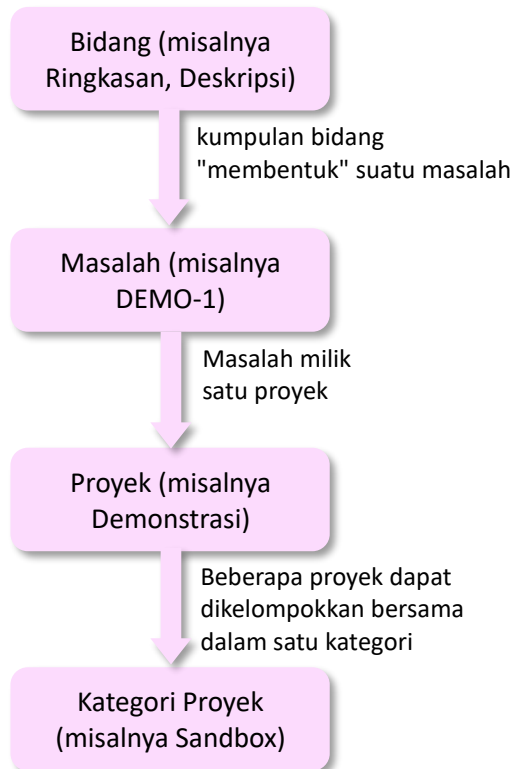 Bidang (misalnya
Ringkasan, Deskripsi)
kumpulan bidang
"membentuk" suatu masalah
Masalah (misalnya
DEMO-1)
Masalah milik
satu proyek
Proyek (misalnya
Demonstrasi)
Beberapa proyek dapat
dikelompokkan bersama
dalam satu kategori
Kategori Proyek
(misalnya Sandbox)